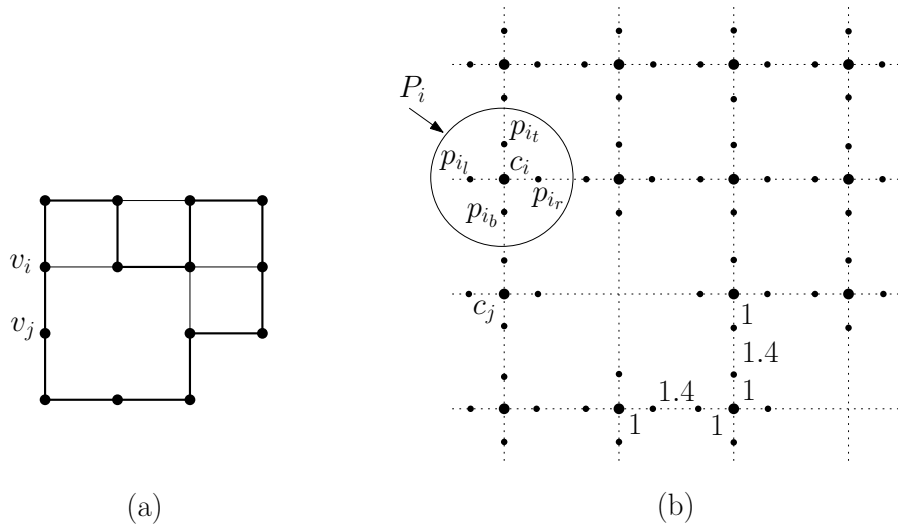 P_i
p_{i_t}
p_{i_l} c_i
p_{i_r}
p_{i_b}
v_i
v_j
c_j
1
1.4
1.4 1
1 1
(a) (b)